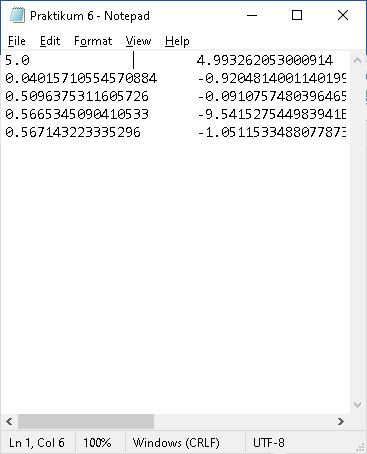 Praktikum 6 - Notepad
File Edit Format View Help
5.0 4.993262053000914
0.04015710554570884 -0.9204814001140199
0.5096375311605726 -0.0910757480396465
0.5665345090410533 -9.541527544983941E
0.567143223335296 -1.0511533488077873
Ln 1, Col 6 100% Windows (CRLF) UTF-8